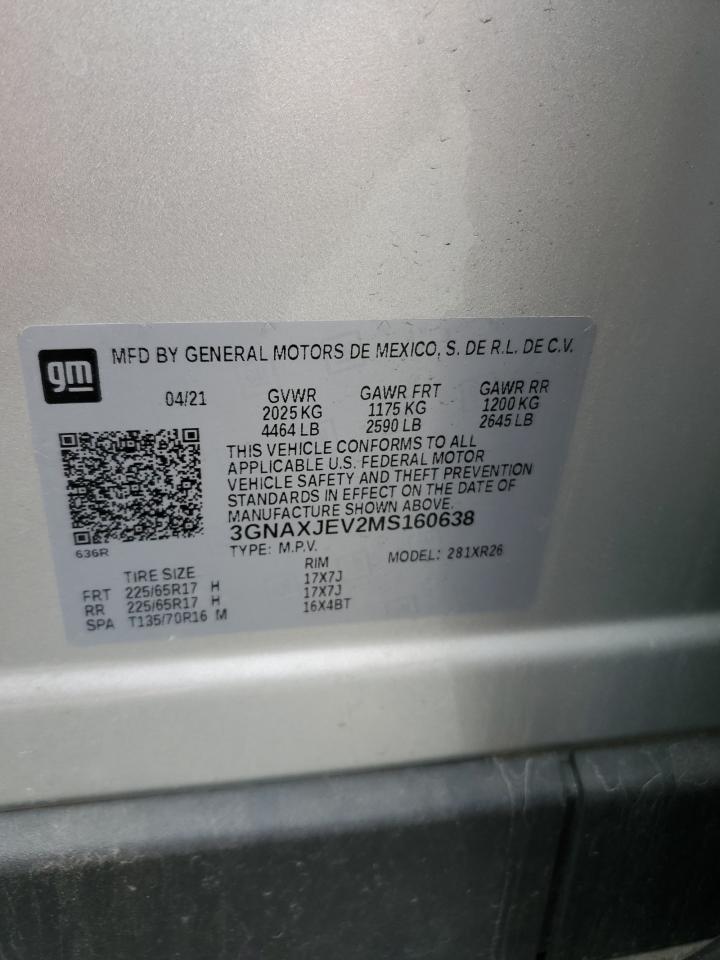 gm
MFD BY GENERAL MOTORS DE MEXICO, S. DE R.L. DE C.V.
04/21 GVWR GAWR FRT GAWR RR
2025 KG 1175 KG 1200 KG
4464 LB 2590 LB 2645 LB
THIS VEHICLE CONFORMS TO ALL
APPLICABLE U.S. FEDERAL MOTOR
VEHICLE SAFETY AND THEFT PREVENTION
STANDARDS IN EFFECT ON THE DATE OF
MANUFACTURE SHOWN ABOVE.
3GNAXJEV2MS160638
636R
TYPE: M.P.V. MODEL: 281XR26
TIRE SIZE RIM
FRT 225/65R17 H 17X7J
RR 225/65R17 H 17X7J
SPA T135/70R16 M 16X4BT